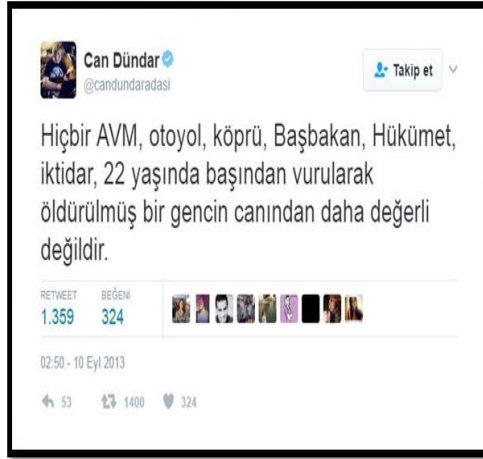 Can Dündar
@candundaradasi
Takip et
Hiçbir AVM, otoyol, köprü, Başbakan, Hükümet,
iktidar, 22 yaşında başından vurularak
öldürülmüş bir gencin canından daha değerli
değildir.
RETWEET BEĞENİ
1.359 324
02:50 - 10 Eyl 2013
53 1400 324